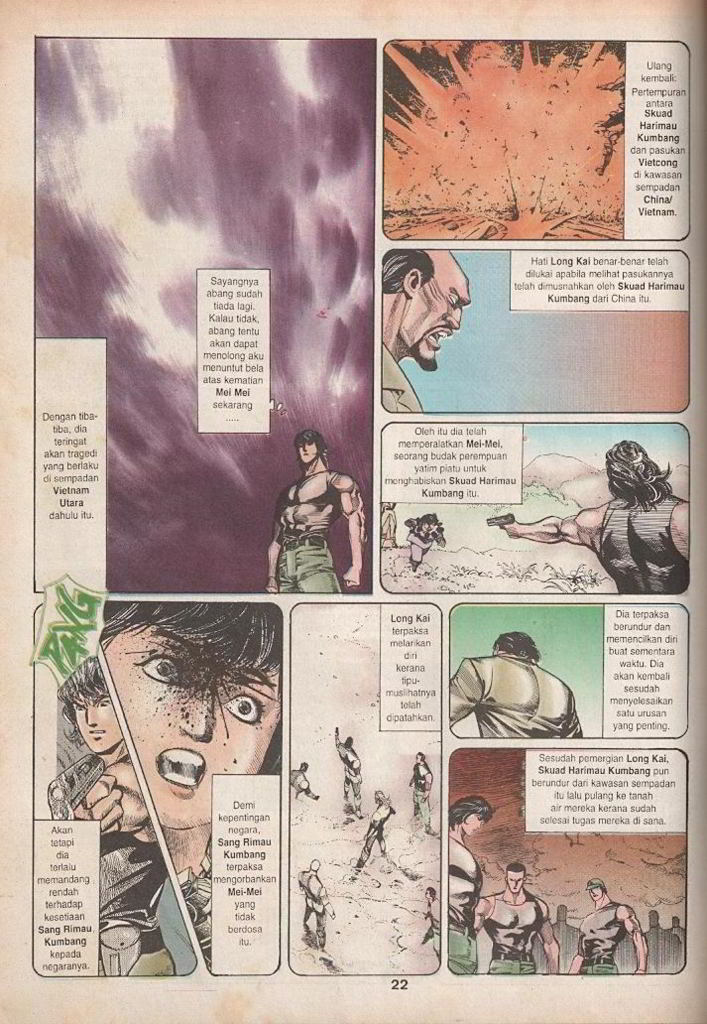 Sayangnya
abang sudah
tiada lagi.
Kalau tidak,
abang tentu
akan dapat
menolong aku
menuntut bela
atas kematian
Mei Mei
sekarang
.....
Dengan tiba-
tiba, dia
teringat
akan tragedi
yang berlaku
di sempadan
Vietnam
Utara
dahulu itu.
Ulang
kembali:
Pertempuran
antara
Skuad
Harimau
Kumbang
dan pasukan
Vietcong
di kawasan
sempadan
China/
Vietnam.
Hati Long Kai benar-benar telah
dilukai apabila melihat pasukannya
telah dimusnahkan oleh Skuad Harimau
Kumbang dari China itu.
Oleh itu dia telah
memperalatkan Mei-Mei,
seorang budak perempuan
yatim piatu untuk
menghabiskan Skuad Harimau
Kumbang itu.
PANG
Akan
tetapi
dia
terlalu
memandang
rendah
terhadap
kesetiaan
Sang Rimau
Kumbang
kepada
negaranya.
Demi
kepentingan
negara,
Sang Rimau
Kumbang
terpaksa
mengorbankan
Mei-Mei
yang
tidak
berdosa
itu.
Long Kai
terpaksa
melarikan
diri
kerana
tipu-
muslihatnya
telah
dipatahkan.
Dia terpaksa
berundur dan
memencilkan diri
buat sementara
waktu. Dia
akan kembali
sesudah
menyelesaikan
satu urusan
yang penting.
Sesudah pemergian Long Kai,
Skuad Harimau Kumbang pun
berundur dari kawasan sempadan
itu lalu pulang ke tanah
air mereka kerana sudah
selesai tugas mereka di sana.
22